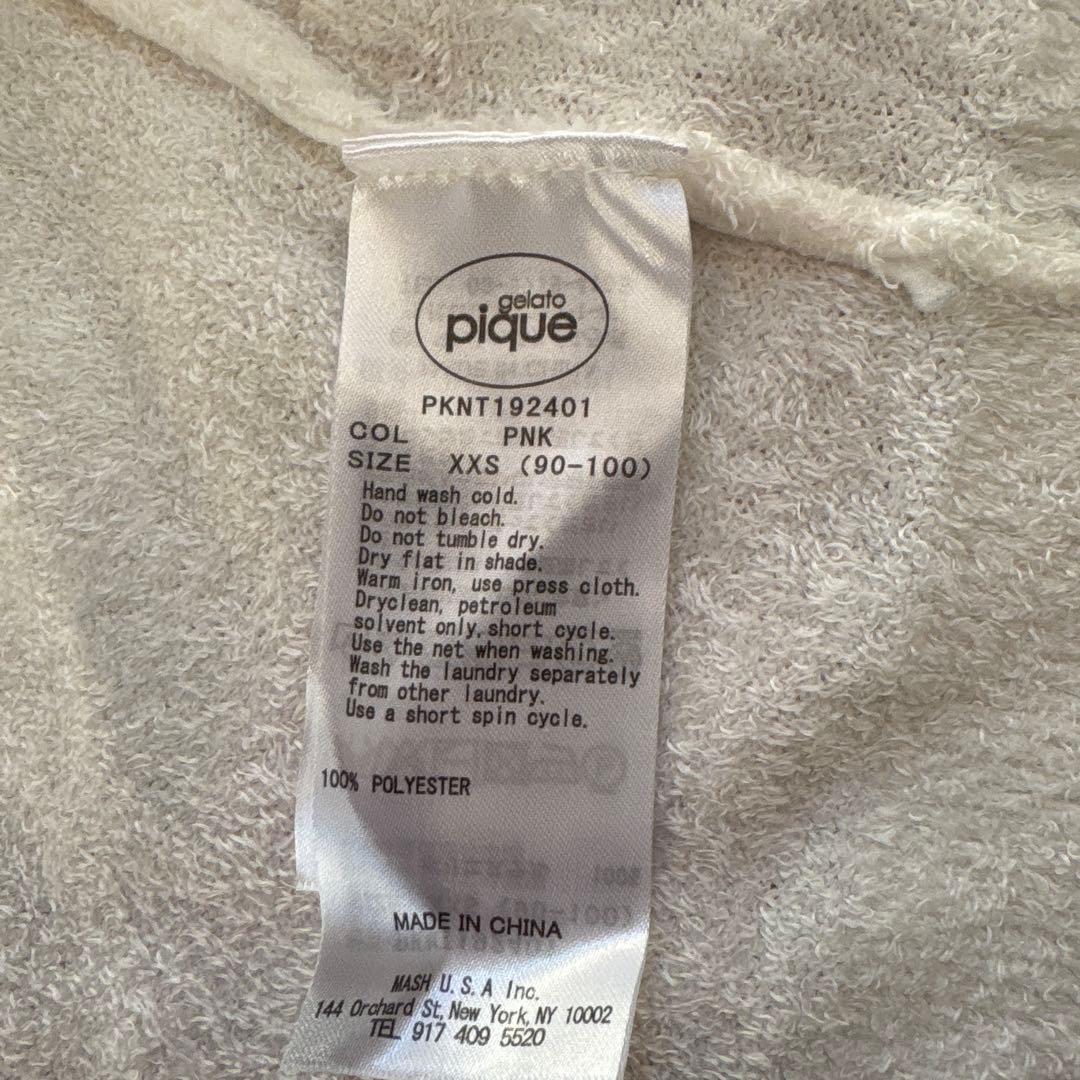 gelato
pique
PKNT192401
COL PNK
SIZE XXS (90-100)
Hand wash cold.
Do not bleach.
Do not tumble dry.
Dry flat in shade.
Warm iron, use press cloth.
Dryclean, petroleum
solvent only, short cycle.
Use the net when washing.
Wash the laundry separately
from other laundry.
Use a short spin cycle.
100% POLYESTER
MADE IN CHINA
MASH U.S.A Inc.
144 Orchard St, New York, NY 10002
TEL 917 409 5520